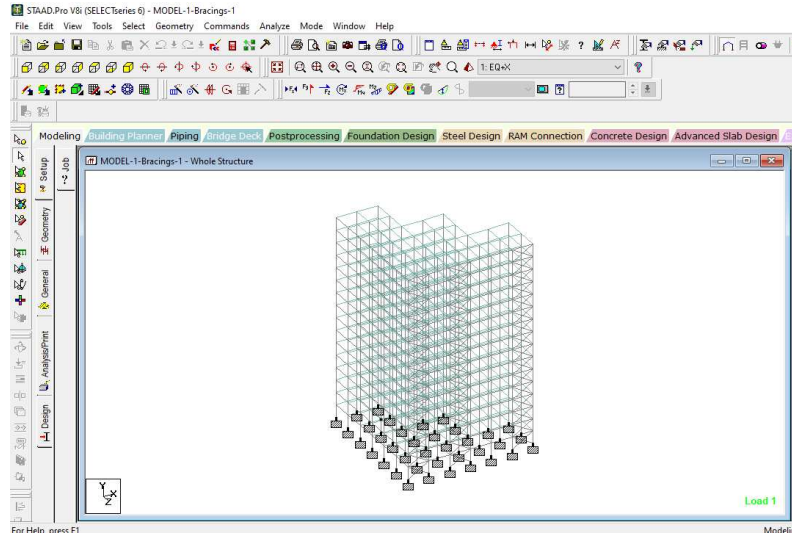 STAAD.Pro V8i (SELECTseries 6) - MODEL-1-Bracings-1
File Edit View Tools Select Geometry Commands Analyze Mode Window Help
1: EQ+X
Modeling Building Planner Piping Bridge Deck Postprocessing Foundation Design Steel Design RAM Connection Concrete Design Advanced Slab Design
MODEL-1-Bracings-1 - Whole Structure
Job
Setup
Geometry
General
Analysis/Print
Design
Y
X
Z
Load 1
For Help, press F1